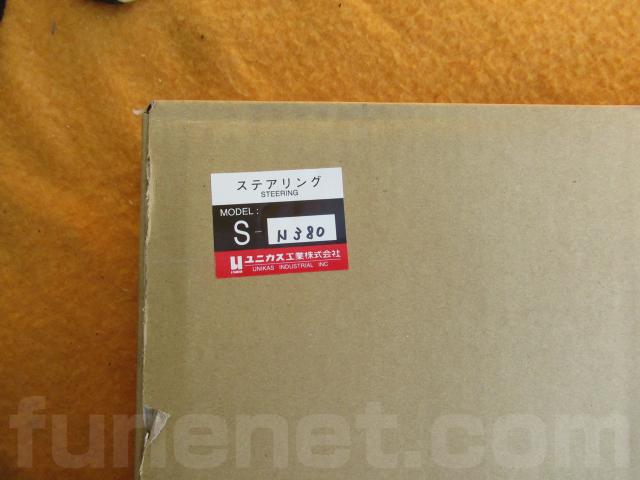 ステアリング
STEERING
MODEL:
S-N380
ユニカス工業株式会社
UNIKAS INDUSTRIAL INC
funenet.com